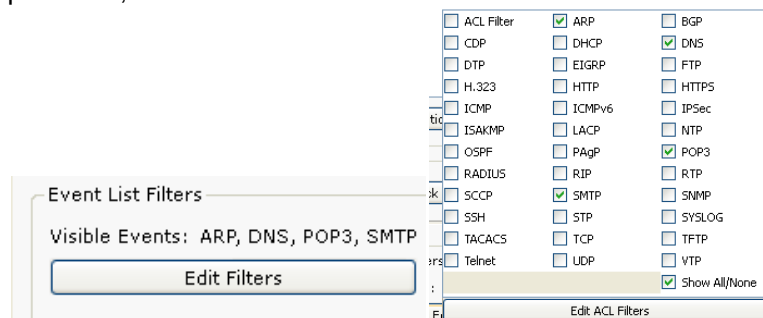 Event List Filters
Visible Events: ARP, DNS, POP3, SMTP
Edit Filters
ACL Filter ARP BGP
CDP DHCP DNS
DTP EIGRP FTP
H.323 HTTP HTTPS
ICMP ICMPv6 IPSec
ISAKMP LACP NTP
OSPF PAgP POP3
RADIUS RIP RTP
SCCP SMTP SNMP
SSH STP SYSLOG
TACACS TCP TFTP
Telnet UDP VTP
Show All/None
Edit ACL Filters